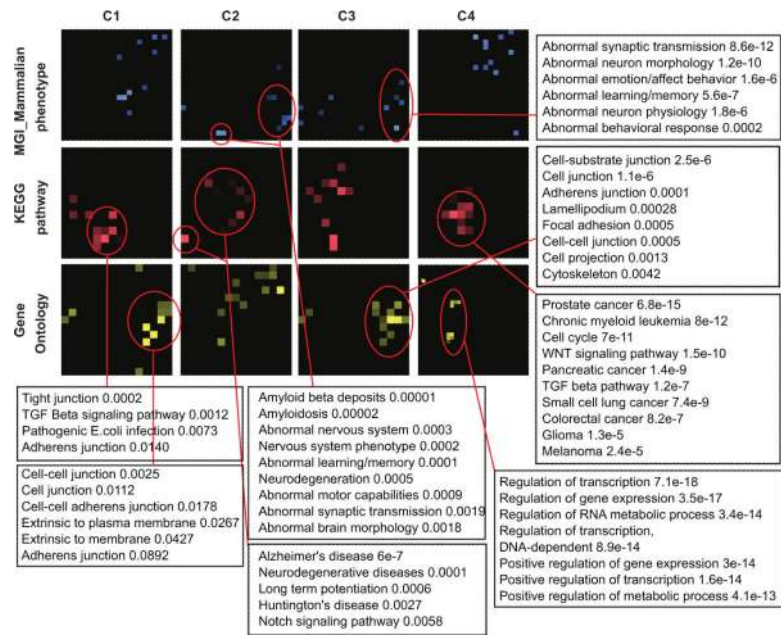 C1 C2 C3 C4
MGI_Mammalian
phenotype
KEGG
pathway
Gene
Ontology
Abnormal synaptic transmission 8.6e-12
Abnormal neuron morphology 1.2e-10
Abnormal emotion/affect behavior 1.6e-6
Abnormal learning/memory 5.6e-7
Abnormal neuron physiology 1.8e-6
Abnormal behavioral response 0.0002
Cell-substrate junction 2.5e-6
Cell junction 1.1e-6
Adherens junction 0.0001
Lamellipodium 0.00028
Focal adhesion 0.0005
Cell-cell junction 0.0005
Cell projection 0.0013
Cytoskeleton 0.0042
Prostate cancer 6.8e-15
Chronic myeloid leukemia 8e-12
Cell cycle 7e-11
WNT signaling pathway 1.5e-10
Pancreatic cancer 1.4e-9
TGF beta pathway 1.2e-7
Small cell lung cancer 7.4e-9
Colorectal cancer 8.2e-7
Glioma 1.3e-5
Melanoma 2.4e-5
Tight junction 0.0002
TGF Beta signaling pathway 0.0012
Pathogenic E.coli infection 0.0073
Adherens junction 0.0140
Cell-cell junction 0.0025
Cell junction 0.0112
Cell-cell adherens junction 0.0178
Extrinsic to plasma membrane 0.0267
Extrinsic to membrane 0.0427
Adherens junction 0.0892
Amyloid beta deposits 0.00001
Amyloidosis 0.00002
Abnormal nervous system 0.0003
Nervous system phenotype 0.0002
Abnormal learning/memory 0.0001
Neurodegeneration 0.0005
Abnormal motor capabilities 0.0009
Abnormal synaptic transmission 0.0019
Abnormal brain morphology 0.0018
Alzheimer's disease 6e-7
Neurodegenerative diseases 0.0001
Long term potentiation 0.0006
Huntington's disease 0.0027
Notch signaling pathway 0.0058
Regulation of transcription 7.1e-18
Regulation of gene expression 3.5e-17
Regulation of RNA metabolic process 3.4e-14
Regulation of transcription,
DNA-dependent 8.9e-14
Positive regulation of gene expression 3e-14
Positive regulation of transcription 1.6e-14
Positive regulation of metabolic process 4.1e-13